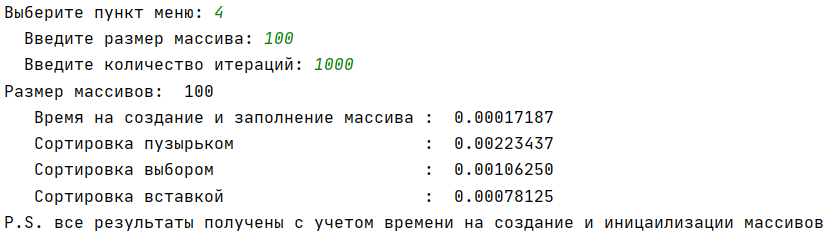 Выберите пункт меню: 4
Введите размер массива: 100
Введите количество итераций: 1000
Размер массивов:  100
Время на создание и заполнение массива :  0.00017187
Сортировка пузырьком :  0.00223437
Сортировка выбором :  0.00106250
Сортировка вставкой :  0.00078125
P.S. все результаты получены с учетом времени на создание и иницаилизации массивов